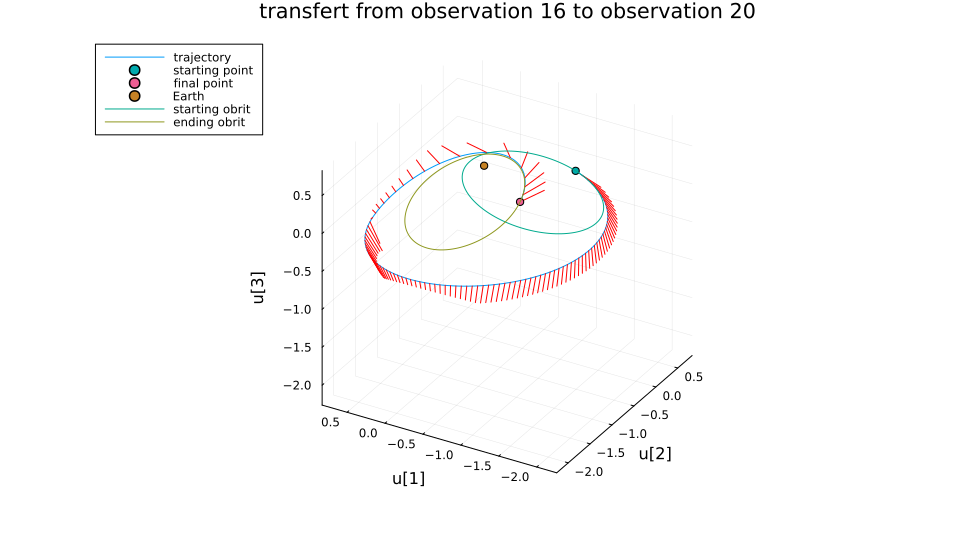 transfert from observation 16 to observation 20
trajectory
starting point
final point
Earth
starting obrit
ending obrit
0.5
0.0
−0.5
−1.0
−1.5
−2.0
u[3]
0.5
0.0
−0.5
−1.0
−1.5
−2.0
u[1]
0.5
0.0
−0.5
−1.0
−1.5
−2.0
u[2]